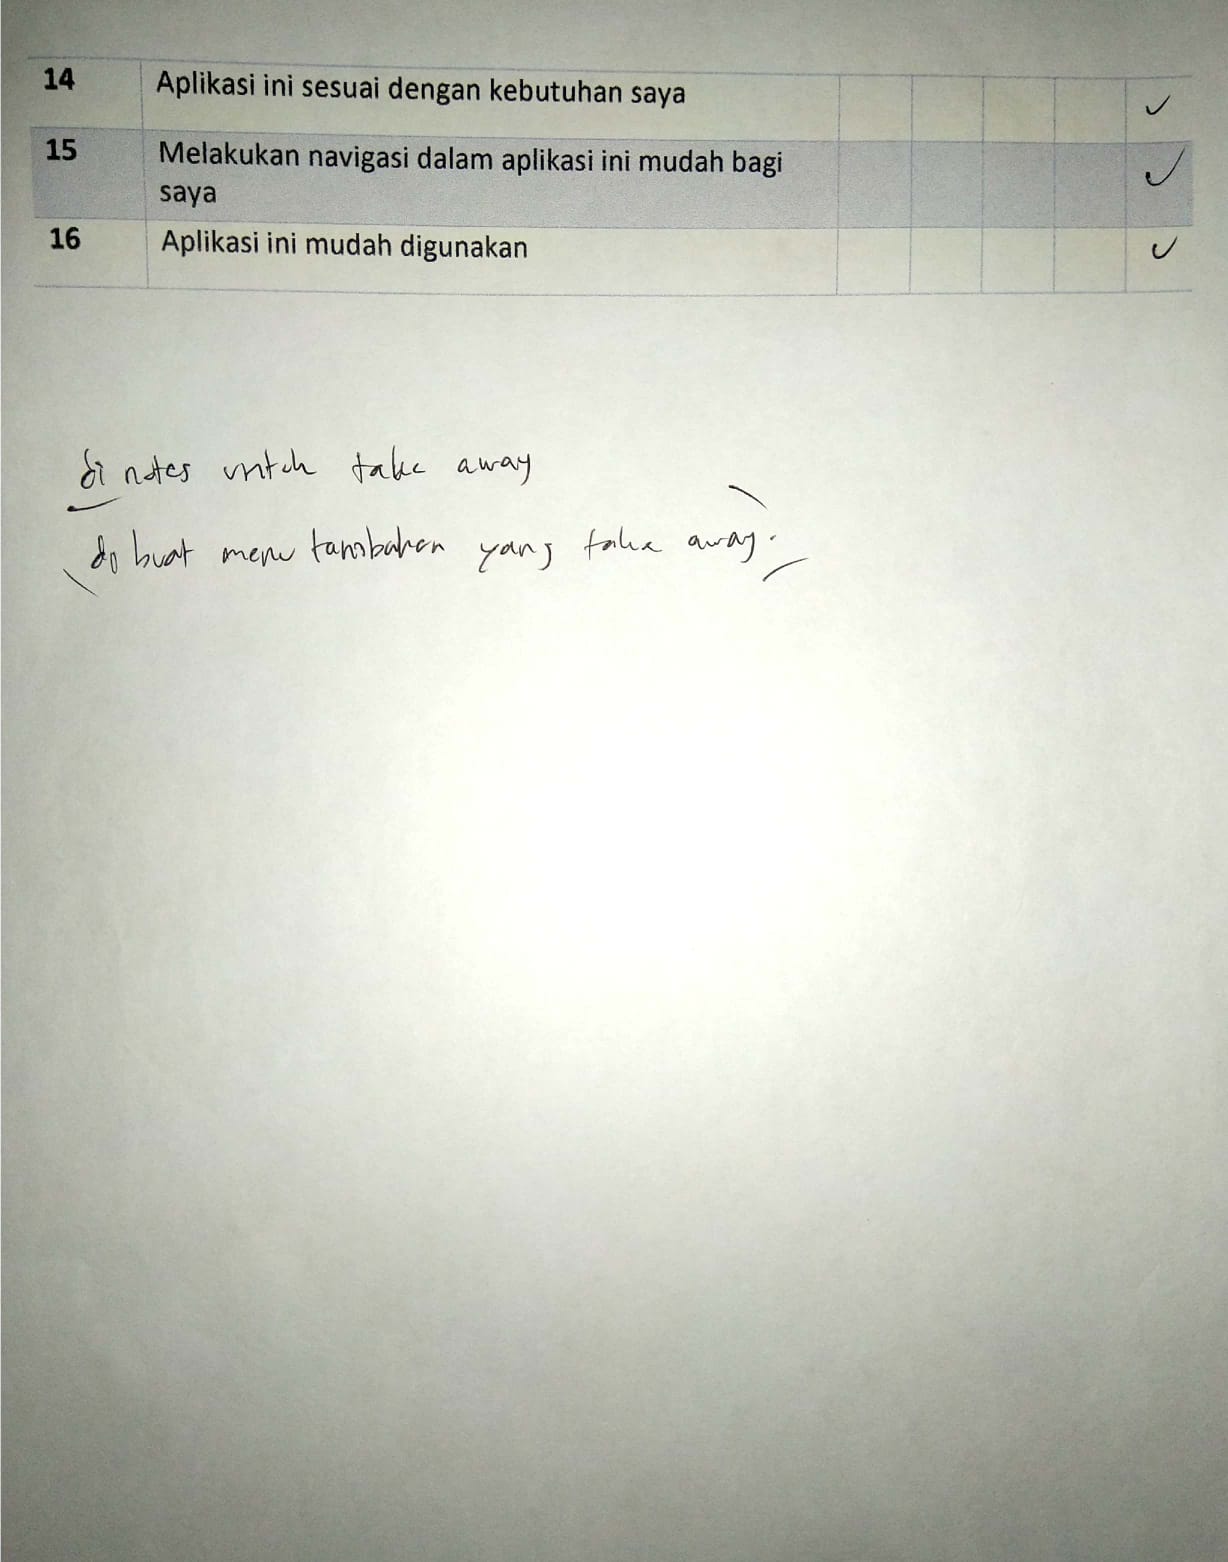 14 Aplikasi ini sesuai dengan kebutuhan saya ✓
15 Melakukan navigasi dalam aplikasi ini mudah bagi
saya ✓
16 Aplikasi ini mudah digunakan ✓
di notes untuk take away
di buat menu tambahan yang take away.